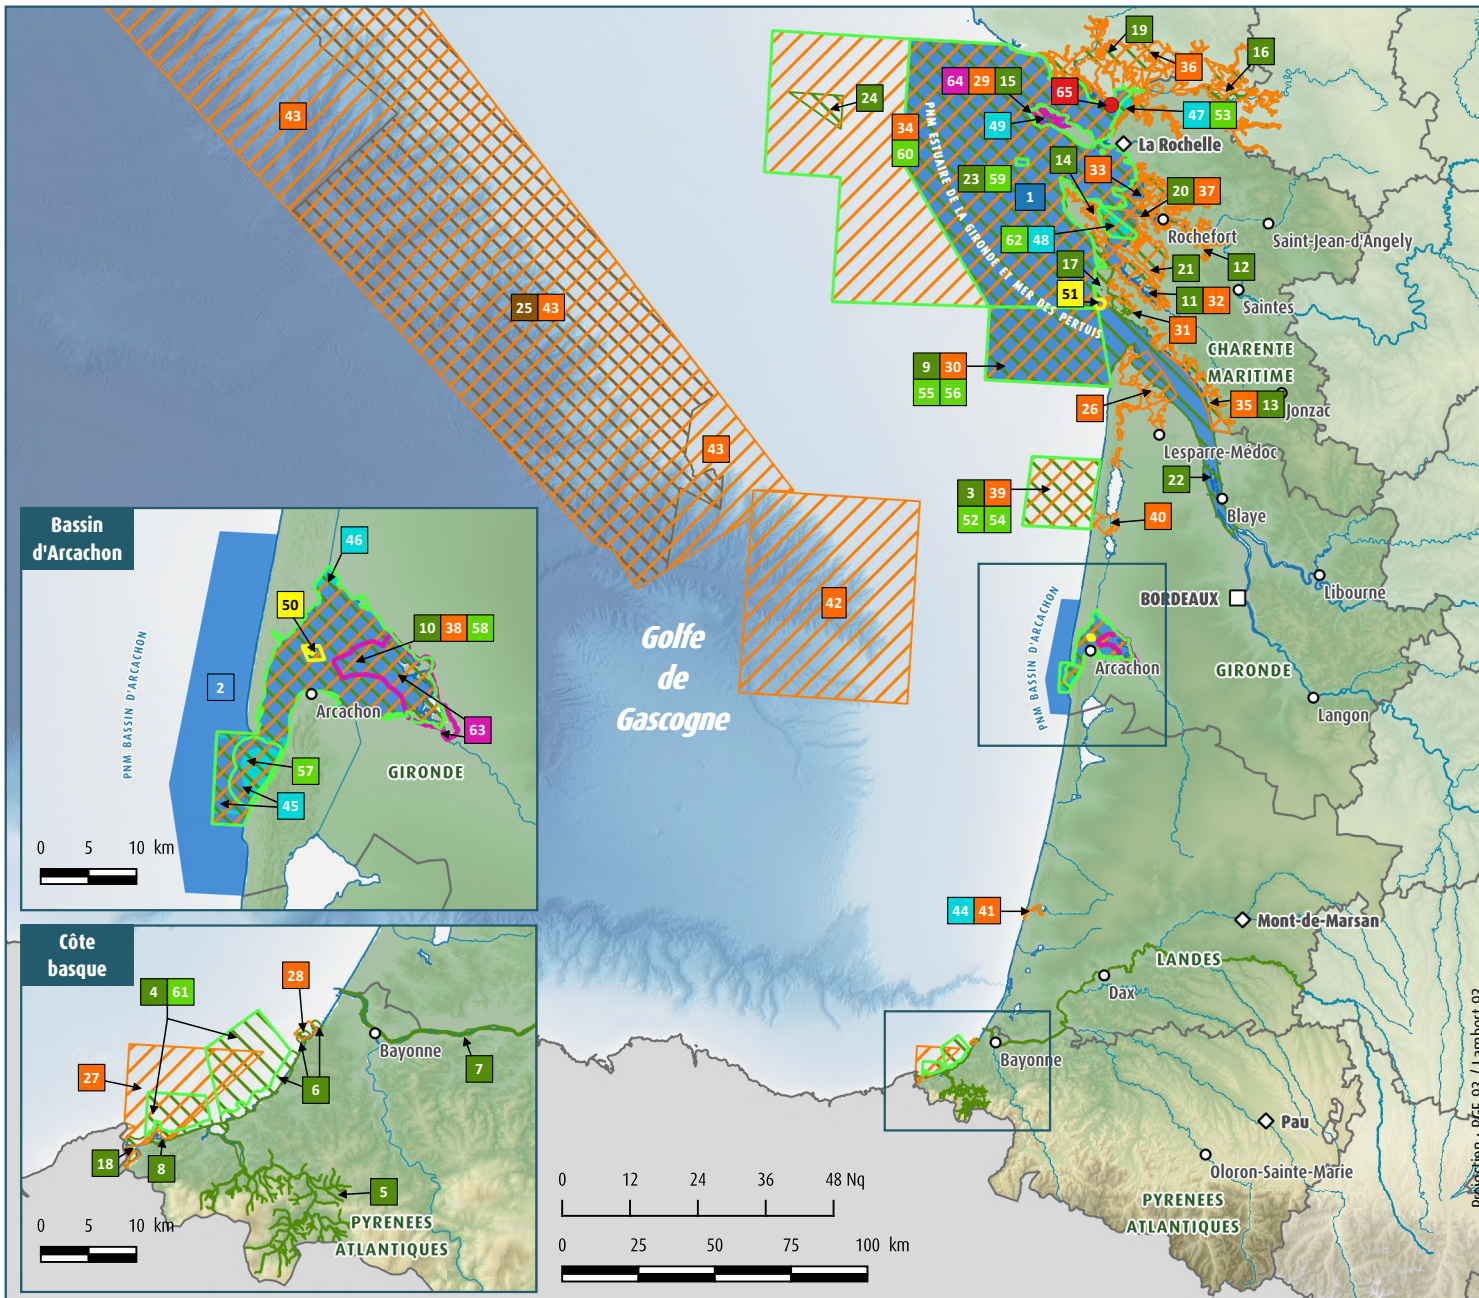 19
16
36
43
24
64 29 15
65
47 53
49
34
60
La Rochelle
14
33
23 59
1
20 37
PNM ESTUAIRE DE LA GIRONDE ET MER DES PERTUIS
Rochefort
Saint-Jean-d'Angely
62 48
17
21
12
51
11 32
Saintes
25 43
31
CHARENTE
MARITIME
9 30
55 56
26
35 13
Jonzac
43
Lesparre-Médoc
22
3 39
52 54
40
Blaye
Bassin
d'Arcachon
46
50
10 38 58
PNM BASSIN D'ARCACHON
2
Arcachon
63
57
GIRONDE
45
0 5 10 km
42
Golfe
de
Gascogne
Libourne
BORDEAUX
PNM BASSIN D'ARCACHON
Arcachon
GIRONDE
Langon
44 41
Mont-de-Marsan
LANDES
Dax
Bayonne
Pau
Oloron-Sainte-Marie
PYRENEES
ATLANTIQUES
Côte
basque
4 61
28
Bayonne
7
27
6
18
8
5
PYRENEES
ATLANTIQUES
0 5 10 km
0 12 24 36 48 Nq
0 25 50 75 100 km
Projection : RGF 93 / Lambert 93